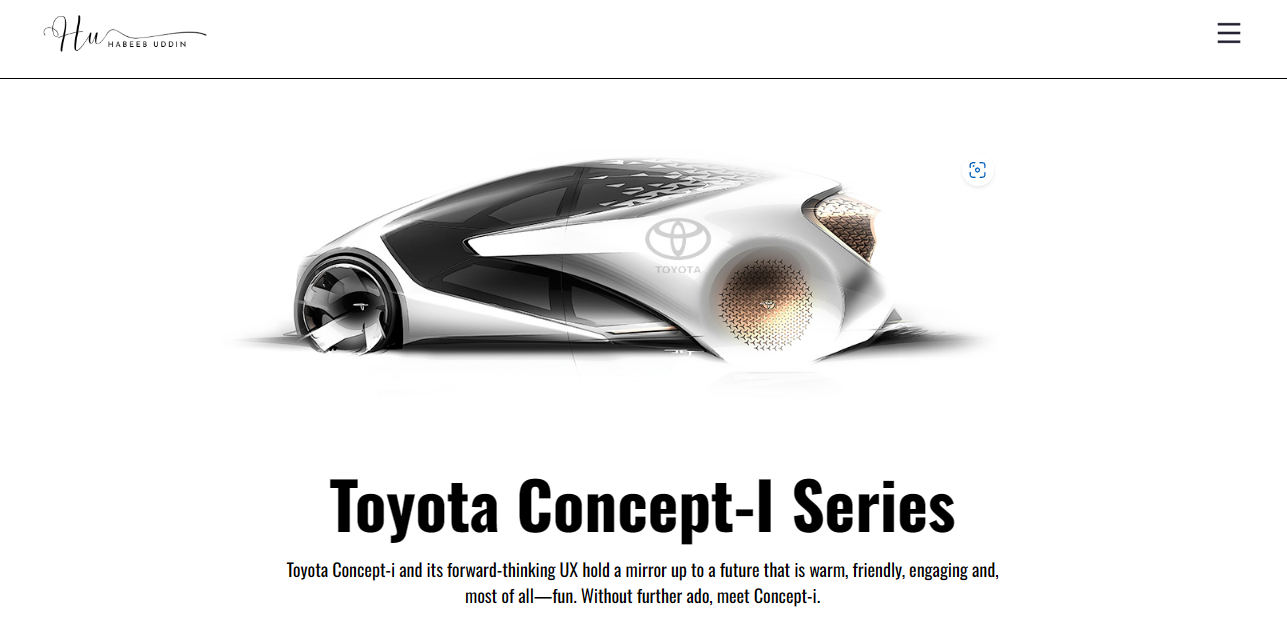 Hu
HABEEB UDDIN
TOYOTA
Toyota Concept-I Series
Toyota Concept-i and its forward-thinking UX hold a mirror up to a future that is warm, friendly, engaging and,
most of all—fun. Without further ado, meet Concept-i.